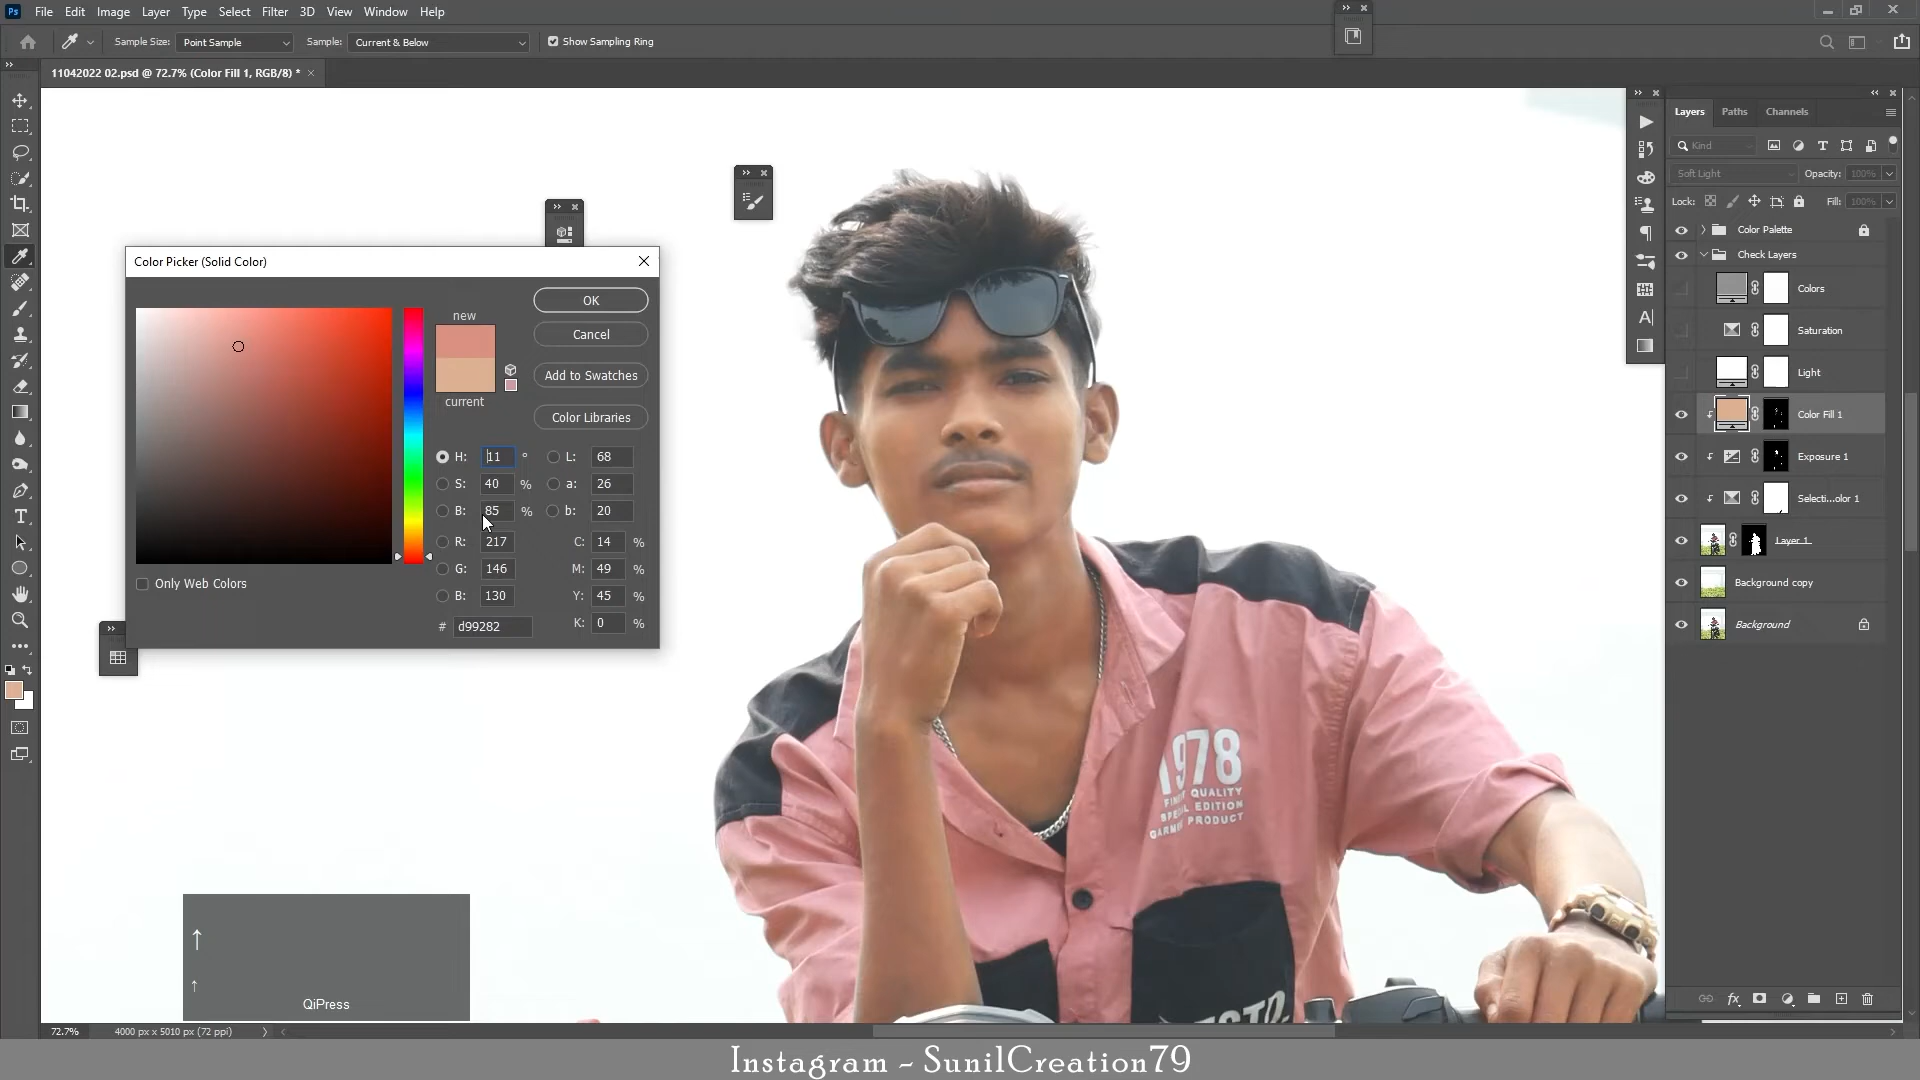 Ps File Edit Image Layer Type Select Filter 3D View Window Help
Sample Size: Point Sample Sample: Current & Below Show Sampling Ring
11042022 02.psd @ 72.7% (Color Fill 1, RGB/8) * ×
Color Picker (Solid Color)
new
current
OK
Cancel
Add to Swatches
Color Libraries
H: 11 ° L: 68
S: 40 % a: 26
B: 85 % b: 20
R: 217 C: 14 %
G: 146 M: 49 %
B: 130 Y: 45 %
# d99282 K: 0 %
Only Web Colors
Layers Paths Channels
Kind
Soft Light Opacity: 100%
Lock: Fill: 100%
Color Palette
Check Layers
Colors
Saturation
Light
Color Fill 1
Exposure 1
Selecti...olor 1
Layer 1
Background copy
Background
1978
FINEST QUALITY
SPECIAL EDITION
GARMENT PRODUCT
↑
↑
QiPress
72.7% 4000 px x 5010 px (72 ppi)
Instagram - SunilCreation79